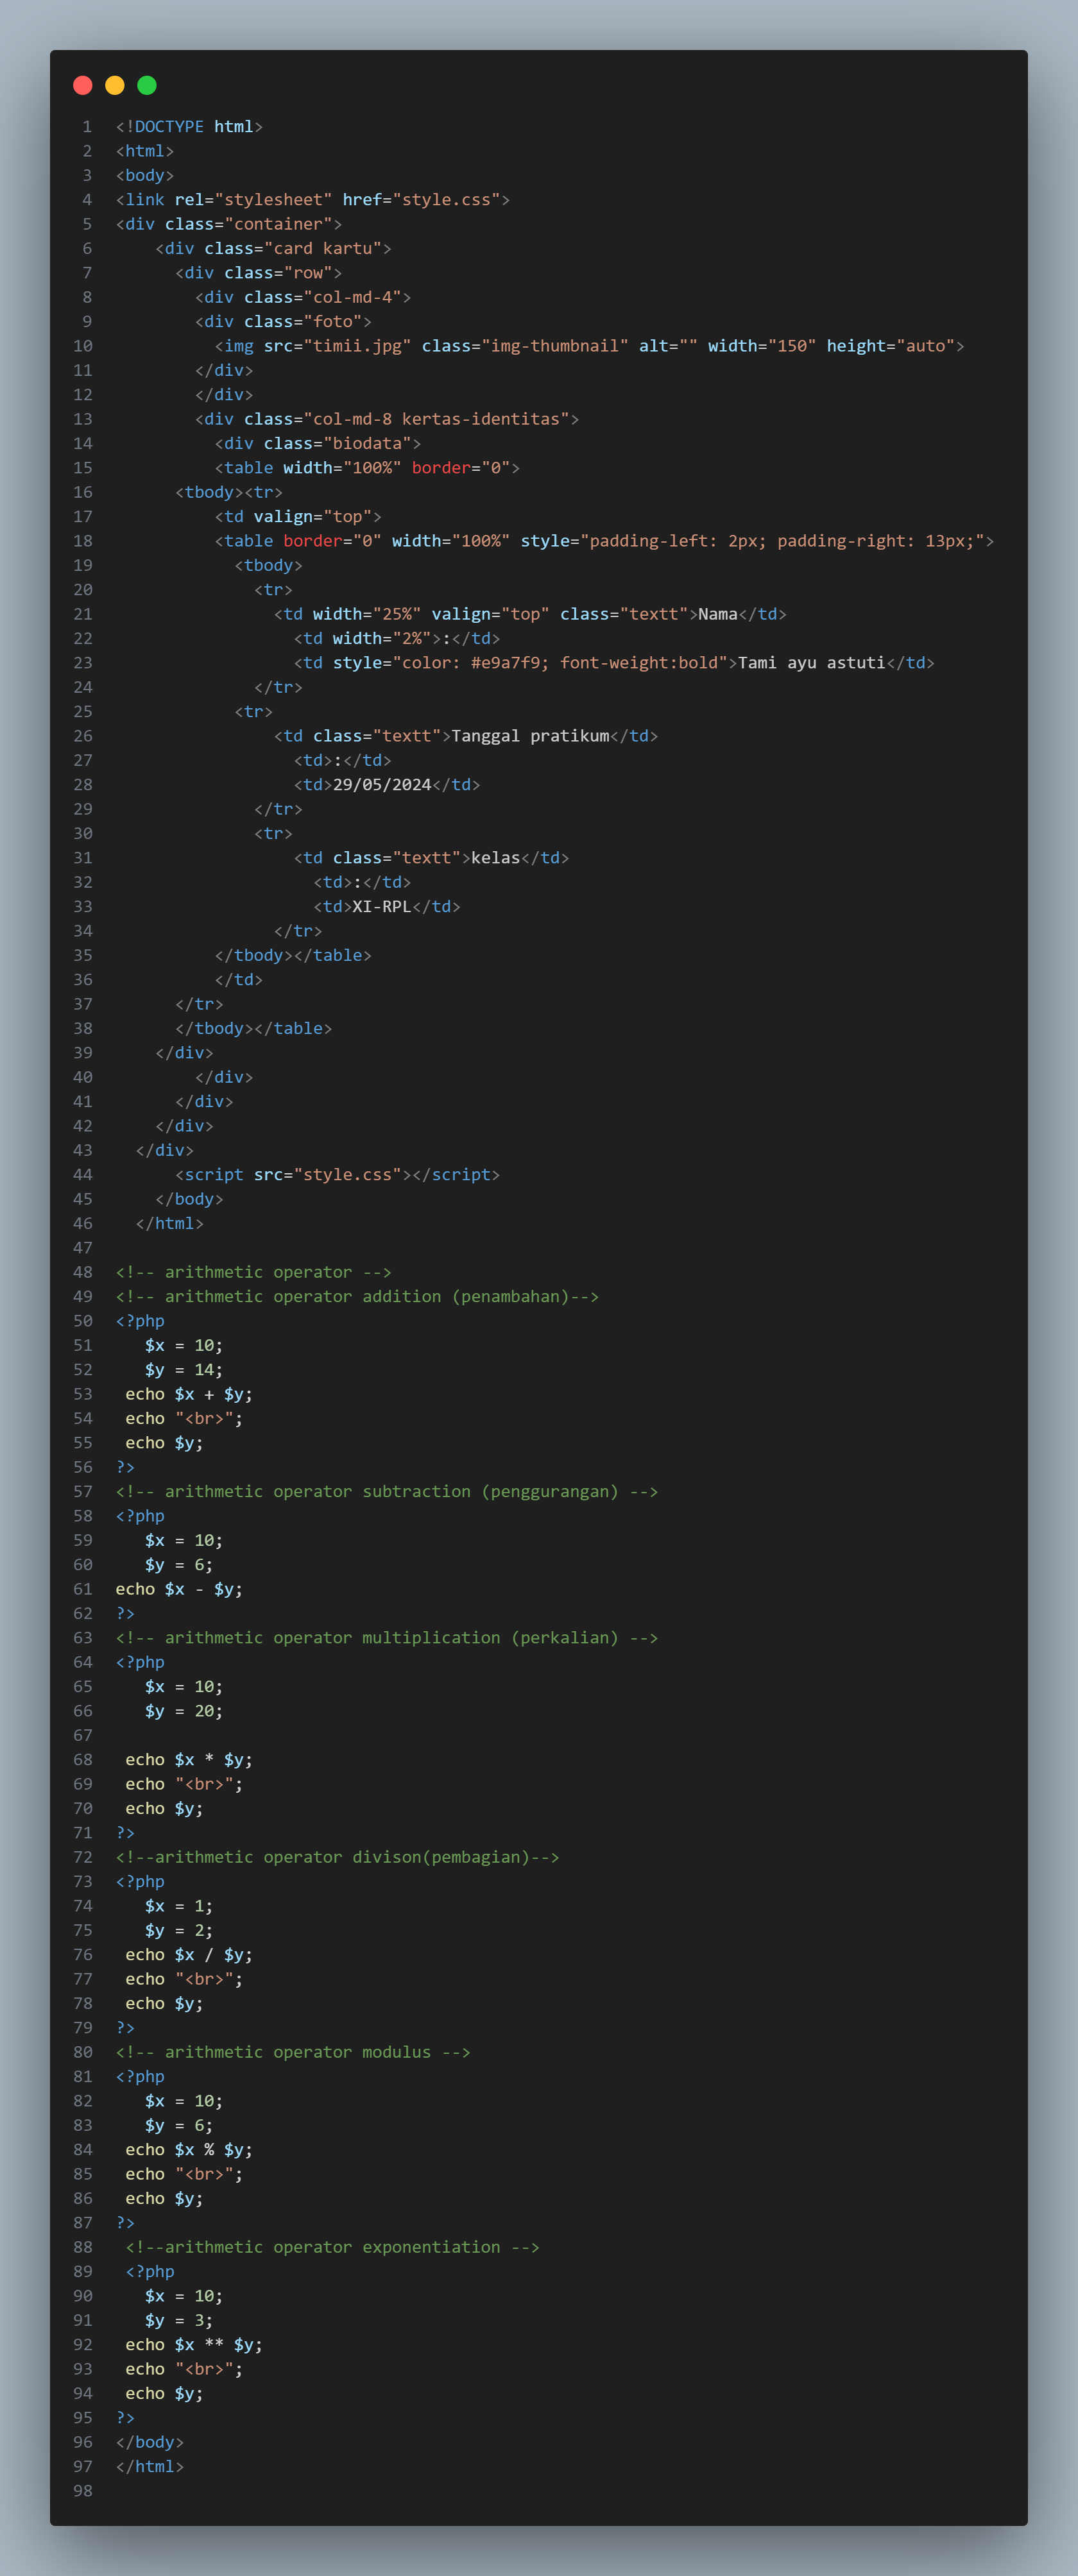 1 <!DOCTYPE html>
2 <html>
3 <body>
4 <link rel="stylesheet" href="style.css">
5 <div class="container">
6     <div class="card kartu">
7       <div class="row">
8         <div class="col-md-4">
9         <div class="foto">
10           <img src="timii.jpg" class="img-thumbnail" alt="" width="150" height="auto">
11         </div>
12         </div>
13         <div class="col-md-8 kertas-identitas">
14           <div class="biodata">
15           <table width="100%" border="0">
16       <tbody><tr>
17           <td valign="top">
18           <table border="0" width="100%" style="padding-left: 2px; padding-right: 13px;">
19             <tbody>
20               <tr>
21                 <td width="25%" valign="top" class="textt">Nama</td>
22                   <td width="2%">:</td>
23                   <td style="color: #e9a7f9; font-weight:bold">Tami ayu astuti</td>
24               </tr>
25             <tr>
26                 <td class="textt">Tanggal pratikum</td>
27                   <td>:</td>
28                   <td>29/05/2024</td>
29               </tr>
30               <tr>
31                   <td class="textt">kelas</td>
32                     <td>:</td>
33                     <td>XI-RPL</td>
34                 </tr>
35           </tbody></table>
36           </td>
37       </tr>
38       </tbody></table>
39     </div>
40         </div>
41       </div>
42     </div>
43   </div>
44       <script src="style.css"></script>
45     </body>
46   </html>
47
48 <!-- arithmetic operator -->
49 <!-- arithmetic operator addition (penambahan)-->
50 <?php
51    $x = 10;
52    $y = 14;
53  echo $x + $y;
54  echo "<br>";
55  echo $y;
56 ?>
57 <!-- arithmetic operator subtraction (penggurangan) -->
58 <?php
59    $x = 10;
60    $y = 6;
61 echo $x - $y;
62 ?>
63 <!-- arithmetic operator multiplication (perkalian) -->
64 <?php
65    $x = 10;
66    $y = 20;
67
68  echo $x * $y;
69  echo "<br>";
70  echo $y;
71 ?>
72 <!--arithmetic operator divison(pembagian)-->
73 <?php
74    $x = 1;
75    $y = 2;
76  echo $x / $y;
77  echo "<br>";
78  echo $y;
79 ?>
80 <!-- arithmetic operator modulus -->
81 <?php
82    $x = 10;
83    $y = 6;
84  echo $x % $y;
85  echo "<br>";
86  echo $y;
87 ?>
88  <!--arithmetic operator exponentiation -->
89  <?php
90    $x = 10;
91    $y = 3;
92  echo $x ** $y;
93  echo "<br>";
94  echo $y;
95 ?>
96 </body>
97 </html>
98